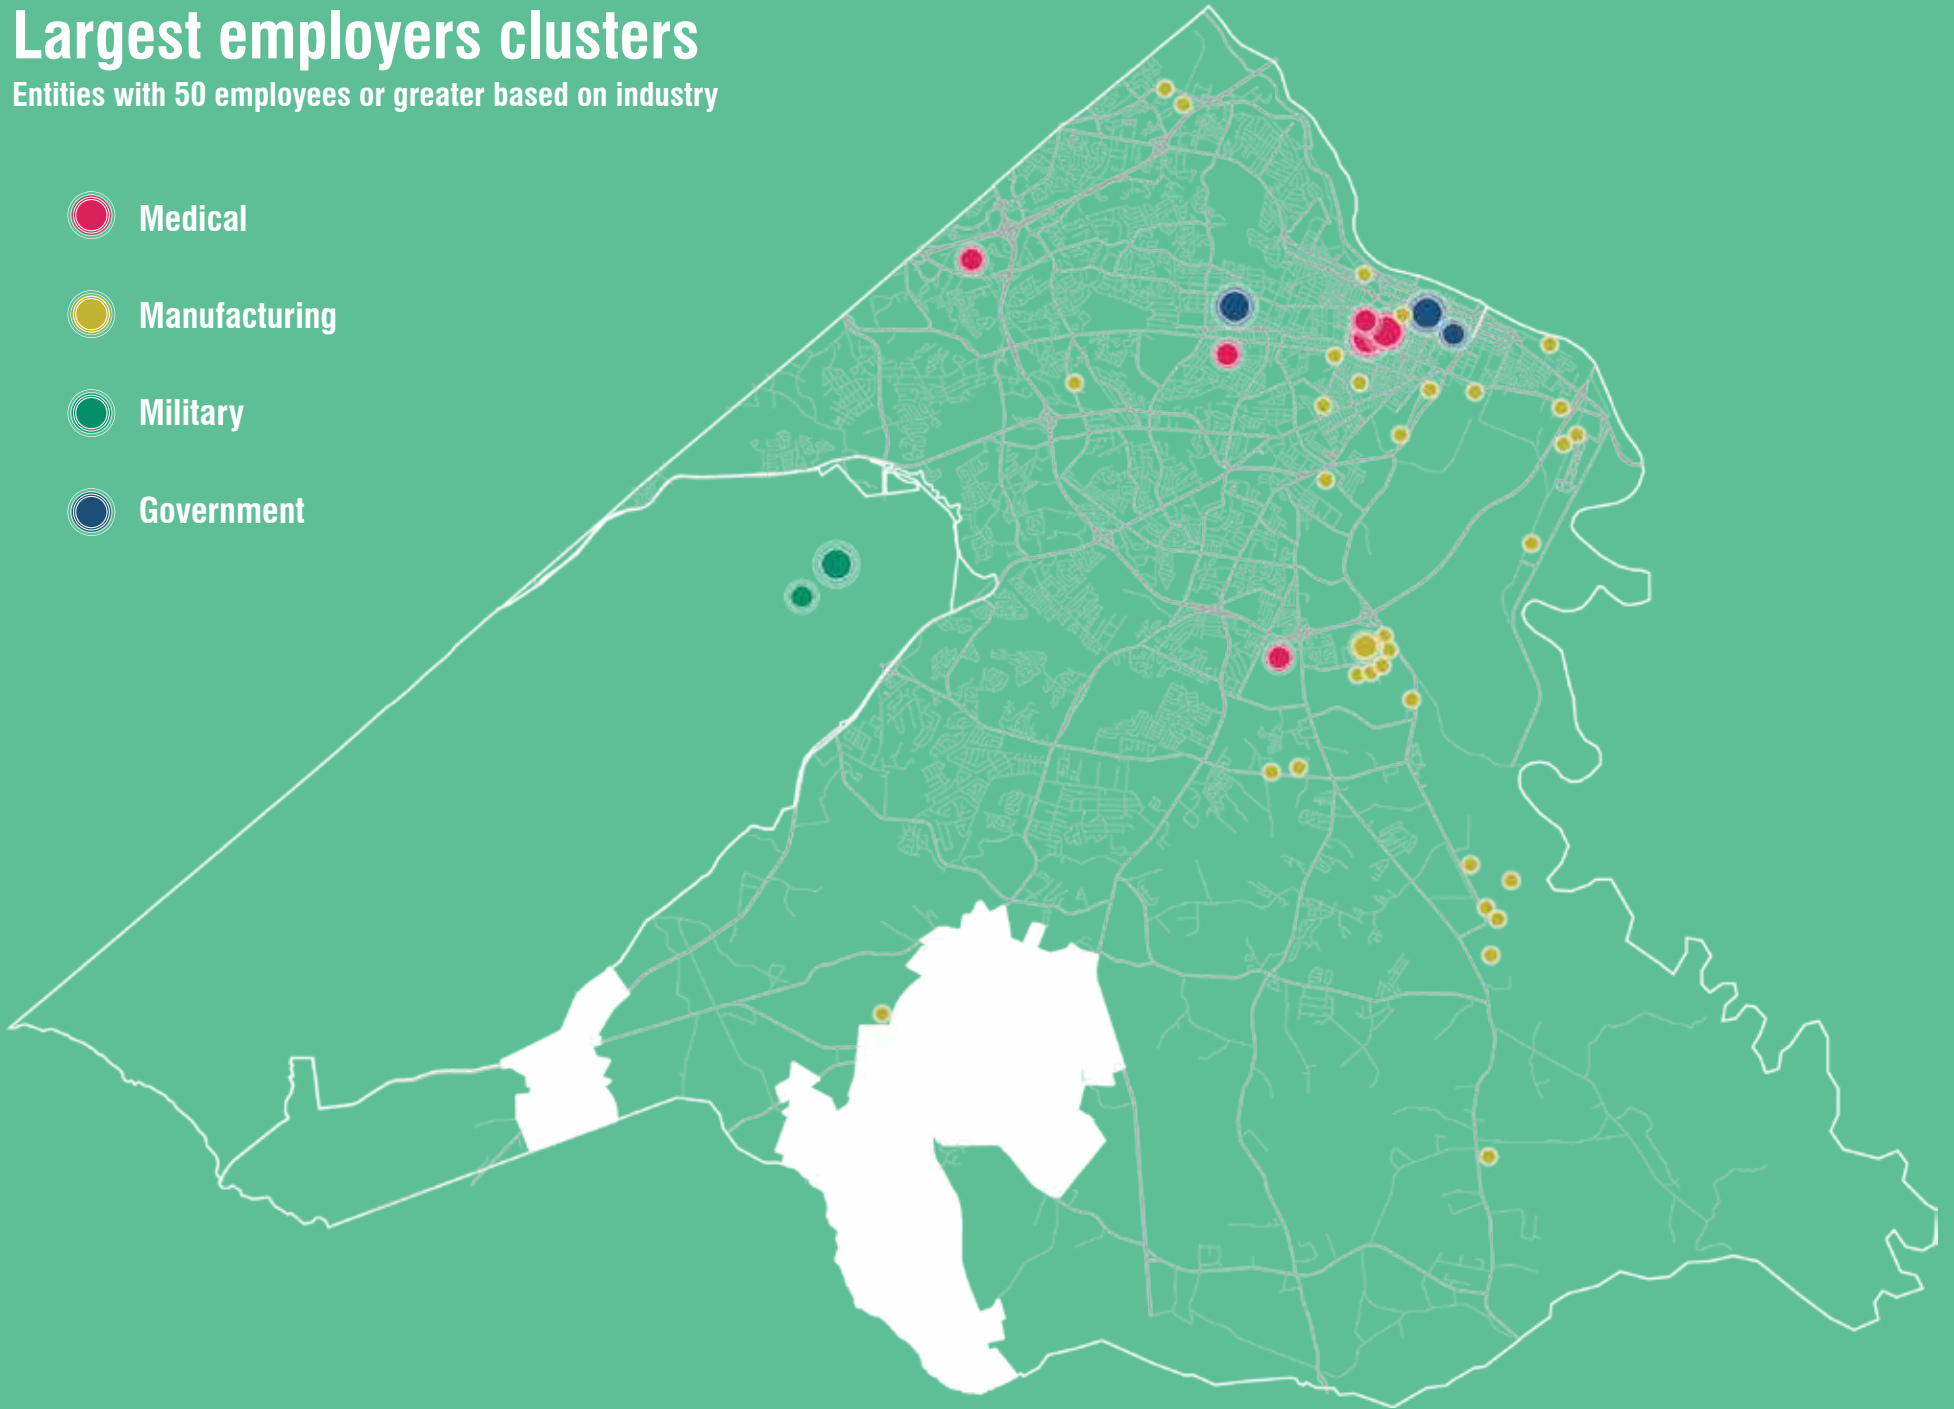 Largest employers clusters
Entities with 50 employees or greater based on industry
Medical
Manufacturing
Military
Government